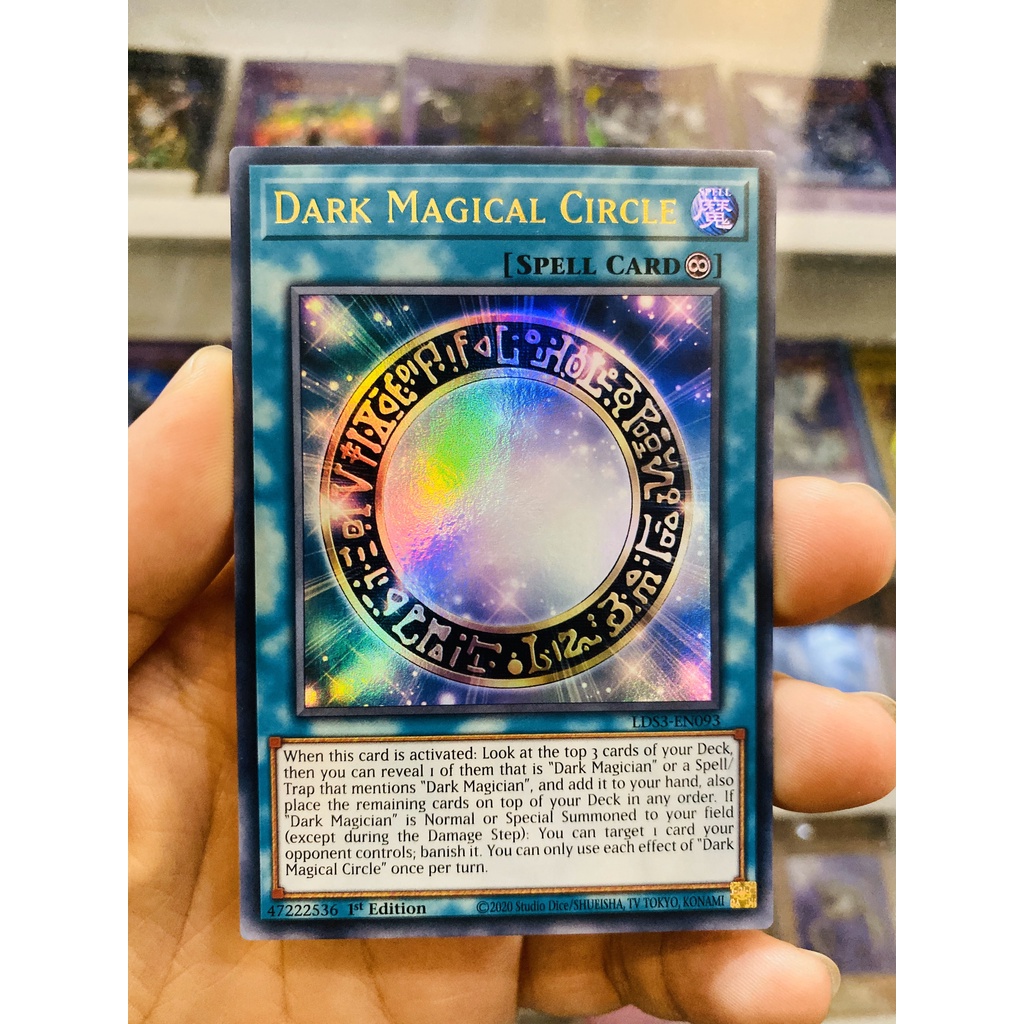 DARK MAGICAL CIRCLE
SPELL
魔
[SPELL CARD]
LDS3-EN093
When this card is activated: Look at the top 3 cards of your Deck,
then you can reveal 1 of them that is "Dark Magician" or a Spell/
Trap that mentions "Dark Magician", and add it to your hand, also
place the remaining cards on top of your Deck in any order. If
"Dark Magician" is Normal or Special Summoned to your field
(except during the Damage Step): You can target 1 card your
opponent controls; banish it. You can only use each effect of "Dark
Magical Circle" once per turn.
47222536 1st Edition ©2020 Studio Dice/SHUEISHA, TV TOKYO, KONAMI